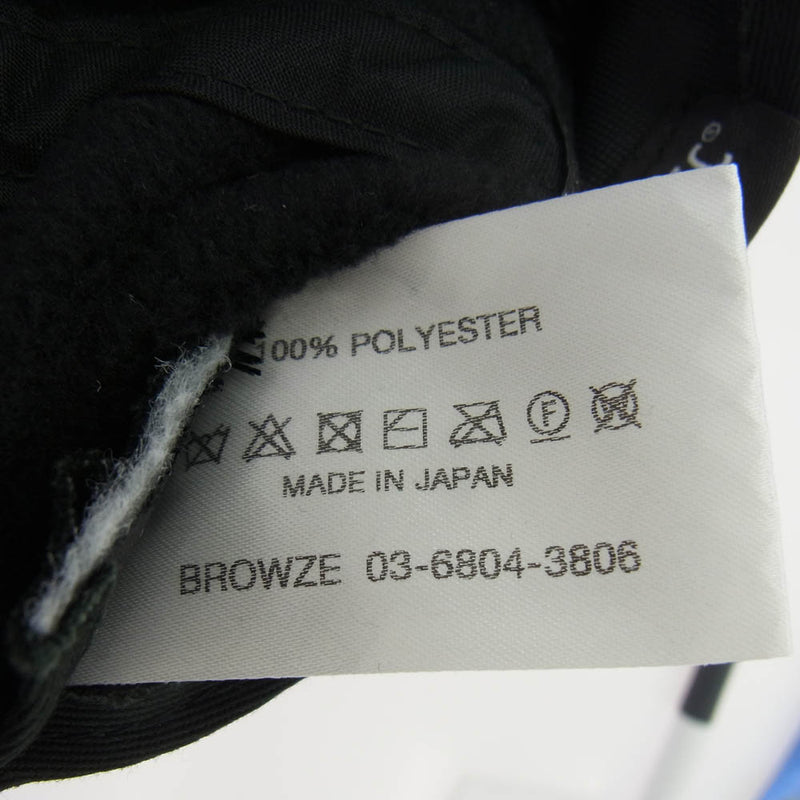 100% POLYESTER
F W
MADE IN JAPAN
BROWZE 03-6804-3806